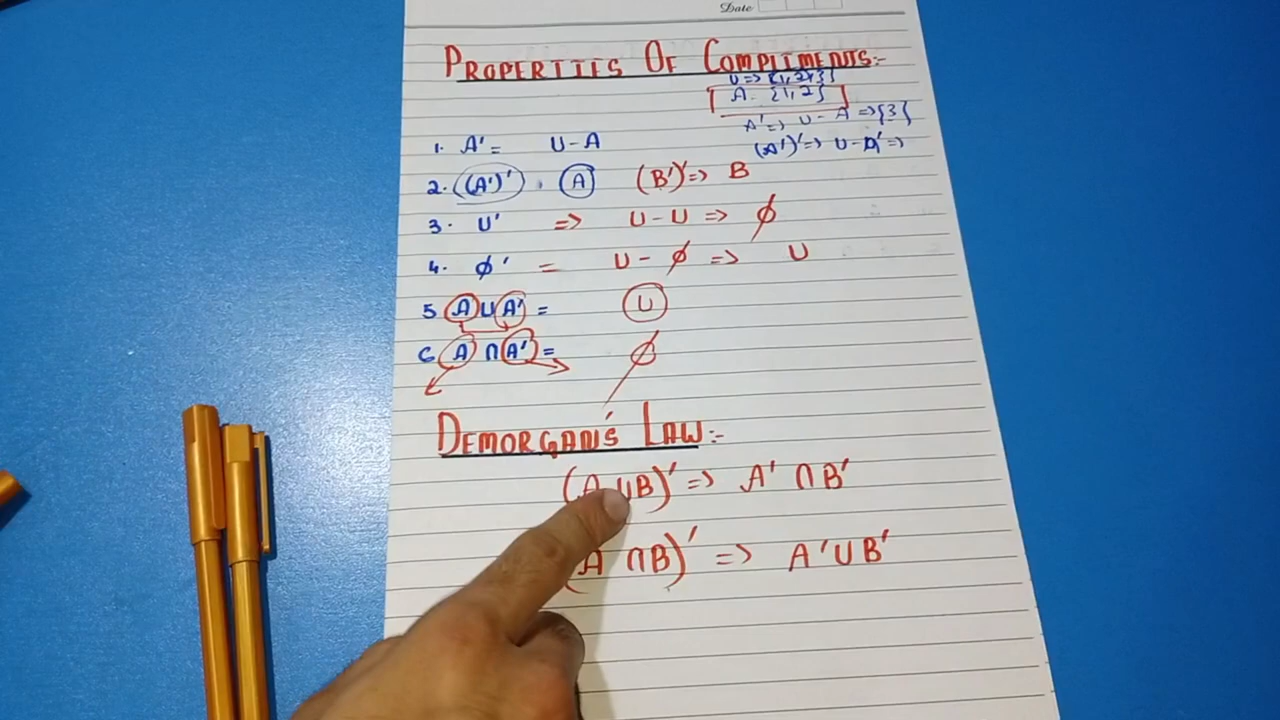 Date
PROPERTIES OF COMPLIMENTS:-
U => {1,2,3}
A = {1,2}
A' => U - A => {3}
(A')' => U - A' =>
1. A' = U - A
2. (A')' = A (B')' => B
3. U' => U - U => ϕ
4. ϕ' = U - ϕ => U
5 A U A' = U
6 A ∩ A' = ϕ
DEMORGAN'S LAW:-
(A U B)' => A' ∩ B'
(A ∩ B)' => A' U B'